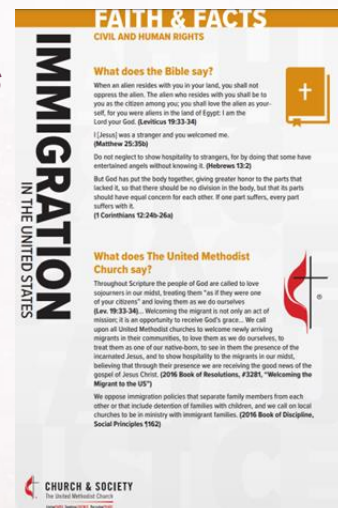 FAITH & FACTS
CIVIL AND HUMAN RIGHTS
IMMIGRATION
IN THE UNITED STATES
What does the Bible say?
When an alien resides with you in your land, you shall not
oppress the alien. The alien who resides with you shall be to
you as the citizen among you; you shall love the alien as your-
self, for you were aliens in the land of Egypt: I am the
Lord your God. (Leviticus 19:33-34)
I [Jesus] was a stranger and you welcomed me.
(Matthew 25:35b)
Do not neglect to show hospitality to strangers, for by doing that some have
entertained angels without knowing it. (Hebrews 13:2)
But God has put the body together, giving greater honor to the parts that
lacked it, so that there should be no division in the body, but that its parts
should have equal concern for each other. If one part suffers, every part
suffers with it.
(1 Corinthians 12:24b-26a)
What does The United Methodist
Church say?
Throughout Scripture the people of God are called to love
sojourners in our midst, treating them "as if they were one
of your citizens" and loving them as we do ourselves
(Lev. 19:33-34)... Welcoming the migrant is not only an act of
mission; it is an opportunity to receive God's grace... We call
upon all United Methodist churches to welcome newly arriving
migrants in their communities, to love them as we do ourselves, to
treat them as one of our native-born, to see in them the presence of the
incarnated Jesus, and to show hospitality to the migrants in our midst,
believing that through their presence we are receiving the good news of the
gospel of Jesus Christ. (2016 Book of Resolutions, #3281, "Welcoming the
Migrant to the US")
We oppose immigration policies that separate family members from each
other or that include detention of families with children, and we call on local
churches to be in ministry with immigrant families. (2016 Book of Discipline,
Social Principles ¶162)
CHURCH & SOCIETY
The United Methodist Church